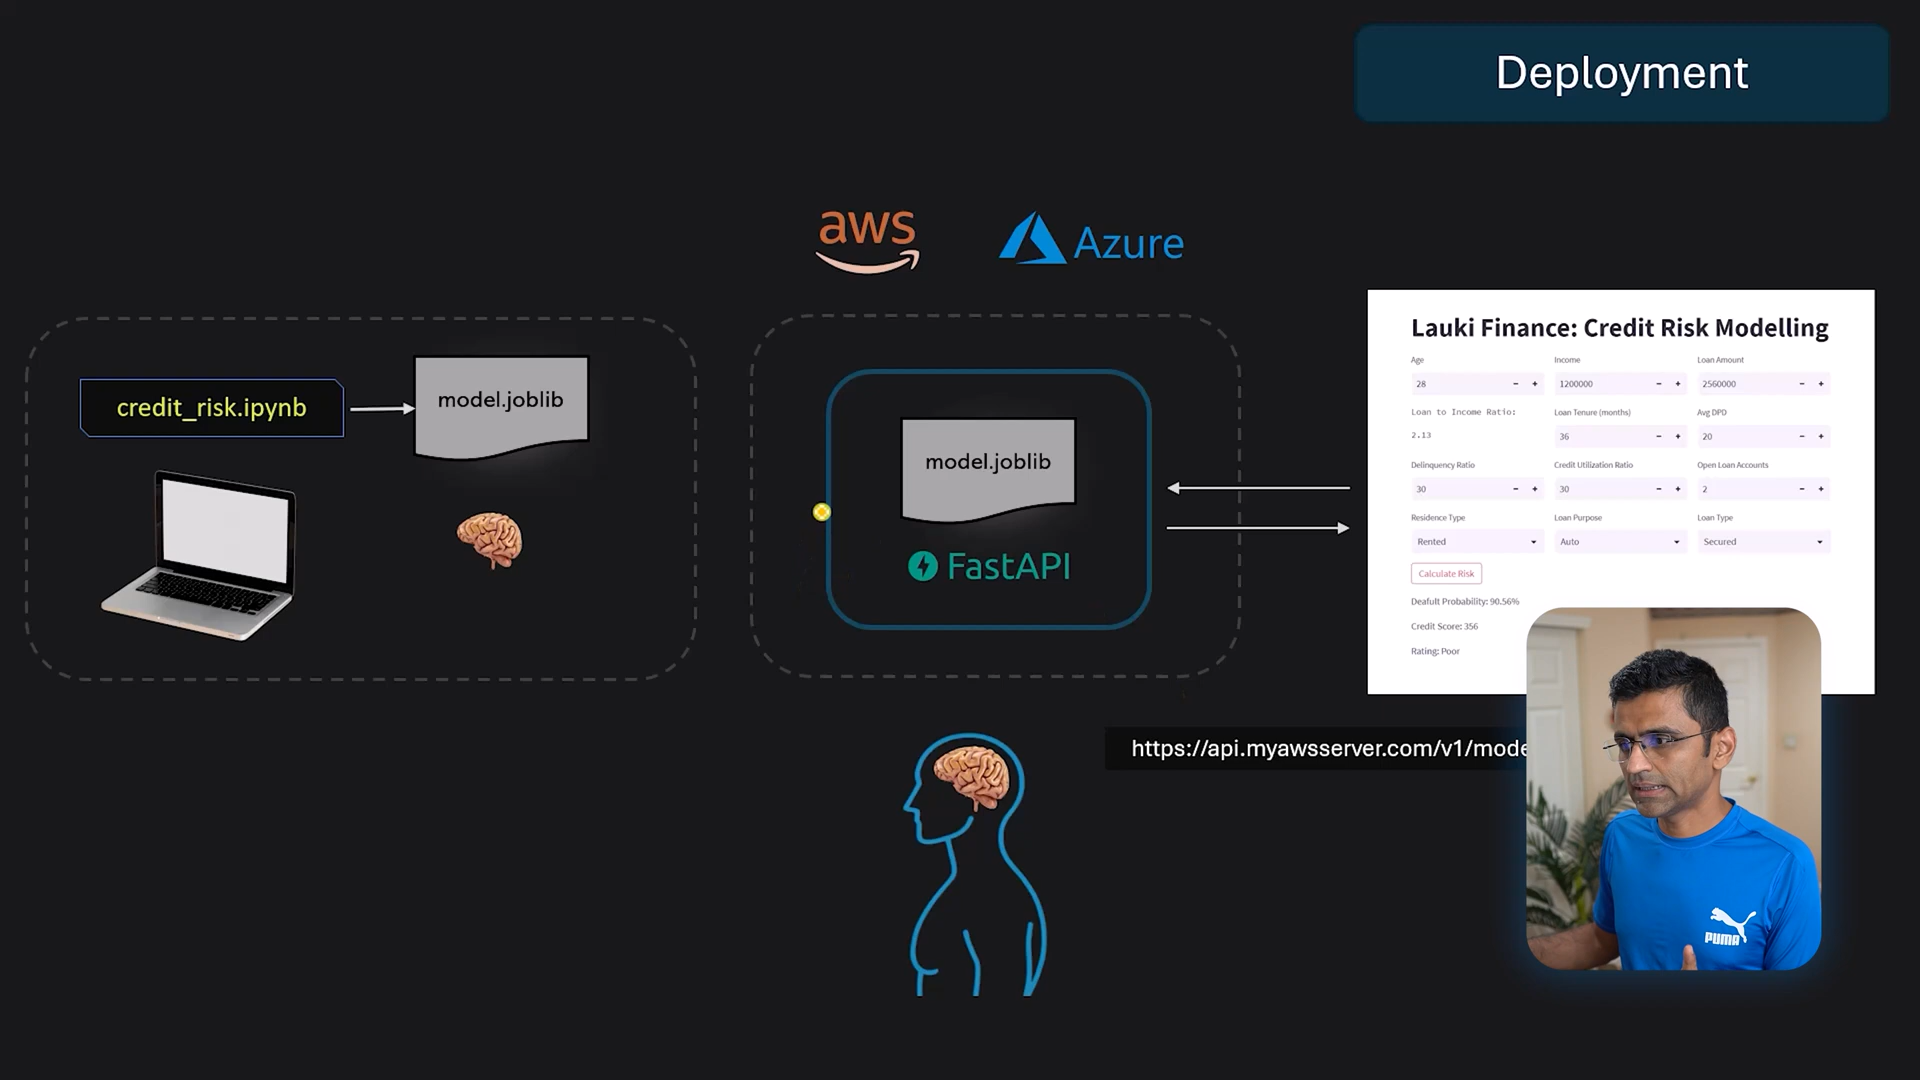 Deployment
aws
Azure
credit_risk.ipynb
model.joblib
model.joblib
FastAPI
Lauki Finance: Credit Risk Modelling
Age Income Loan Amount
28 - + 1200000 - + 2560000 - +
Loan to Income Ratio: Loan Tenure (months) Avg DPD
2.13 36 - + 20 - +
Delinquency Ratio Credit Utilization Ratio Open Loan Accounts
30 - + 30 - + 2 - +
Residence Type Loan Purpose Loan Type
Rented Auto Secured
Calculate Risk
Deafult Probability: 90.56%
Credit Score: 356
Rating: Poor
https://api.myawsserver.com/v1/mode
PUMA